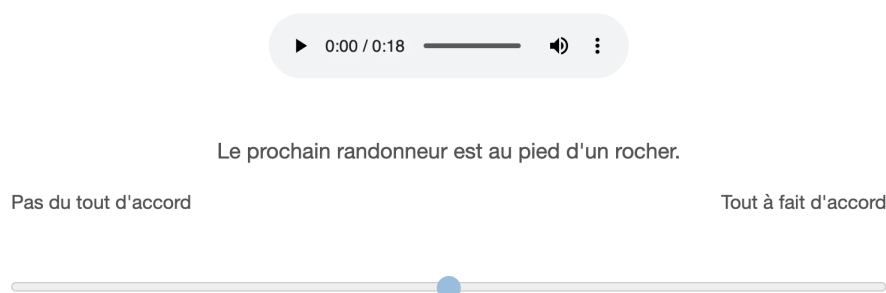 0:00 / 0:18
Le prochain randonneur est au pied d'un rocher.
Pas du tout d'accord Tout à fait d'accord